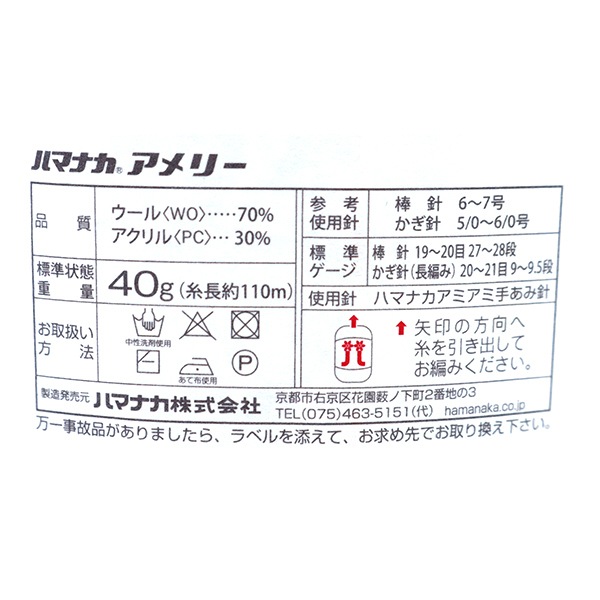 ハマナカ® アメリー
品質
ウール〈WO〉‥‥‥70%
アクリル〈PC〉‥‥30%
標準状態
重量
40g(糸長約110m)
お取扱い
方法
中性洗剤使用
あて布使用
P
製造発売元 ハマナカ株式会社
参考
使用針
棒針 6〜7号
かぎ針 5/0〜6/0号
標準
ゲージ
棒針 19〜20目 27〜28段
かぎ針(長編み) 20〜21目 9〜9.5段
使用針 ハマナカアミアミ手あみ針
矢印の方向へ
糸を引き出して
お編みください。
京都市右京区花園薮ノ下町2番地の3
TEL(075)463-5151(代) hamanaka.co.jp
万一事故品がありましたら、ラベルを添えて、お求め先でお取り換え下さい。